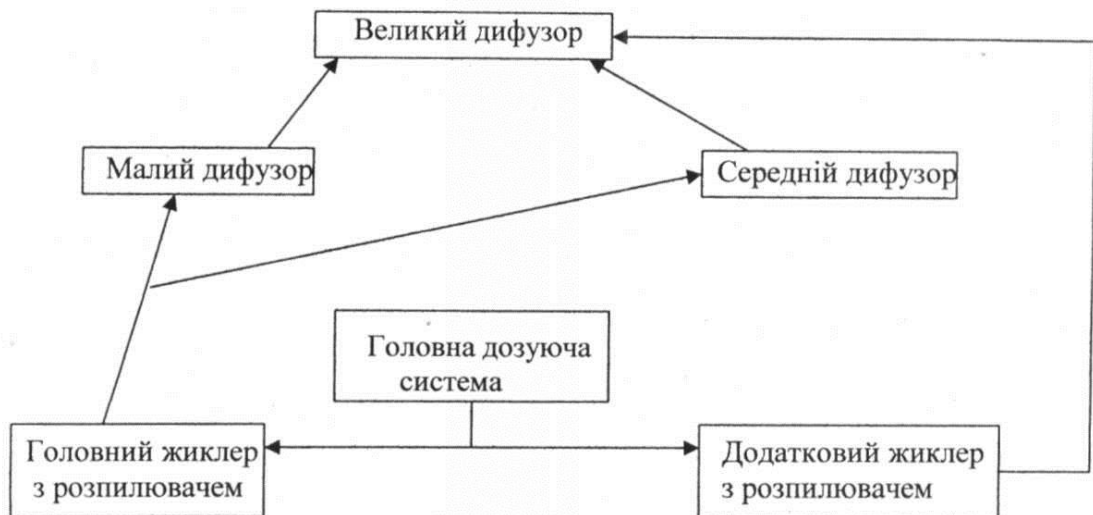 Великий дифузор
Малий дифузор
Середній дифузор
Головна дозуюча
система
Головний жиклер
з розпилювачем
Додатковий жиклер
з розпилювачем